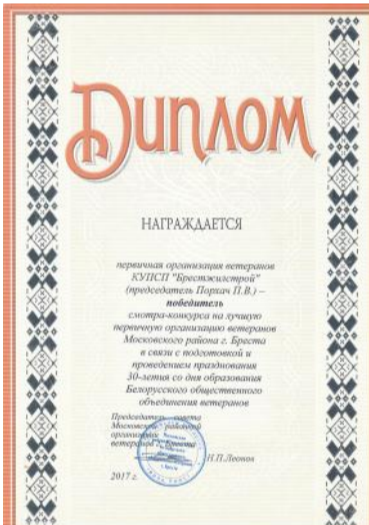 Диплом
НАГРАЖДАЕТСЯ
первичная организация ветеранов
КУПСП "Брестжилстрой"
(председатель Порхач П.В.) –
победитель
смотра-конкурса на лучшую
первичную организацию ветеранов
Московского района г. Бреста
в связи с подготовкой и
проведением празднования
30-летия со дня образования
Белорусского общественного
объединения ветеранов
Председатель совета
Московской районной
организации
ветеранов г. Бреста
Н.П.Леонов
2017 г.